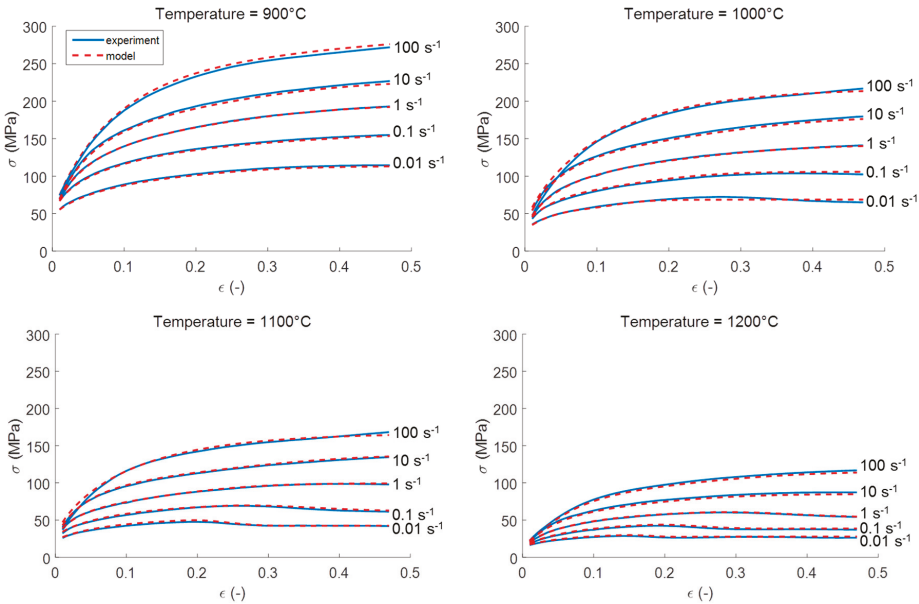 Temperature = 900°C
300
250
200
150
100
50
0
σ (MPa)
experiment
model
100 s⁻¹
10 s⁻¹
1 s⁻¹
0.1 s⁻¹
0.01 s⁻¹
0 0.1 0.2 0.3 0.4 0.5
ϵ (-)
Temperature = 1000°C
300
250
200
150
100
50
0
σ (MPa)
100 s⁻¹
10 s⁻¹
1 s⁻¹
0.1 s⁻¹
0.01 s⁻¹
0 0.1 0.2 0.3 0.4 0.5
ϵ (-)
Temperature = 1100°C
300
250
200
150
100
50
0
σ (MPa)
100 s⁻¹
10 s⁻¹
1 s⁻¹
0.1 s⁻¹
0.01 s⁻¹
0 0.1 0.2 0.3 0.4 0.5
ϵ (-)
Temperature = 1200°C
300
250
200
150
100
50
0
σ (MPa)
100 s⁻¹
10 s⁻¹
1 s⁻¹
0.1 s⁻¹
0.01 s⁻¹
0 0.1 0.2 0.3 0.4 0.5
ϵ (-)